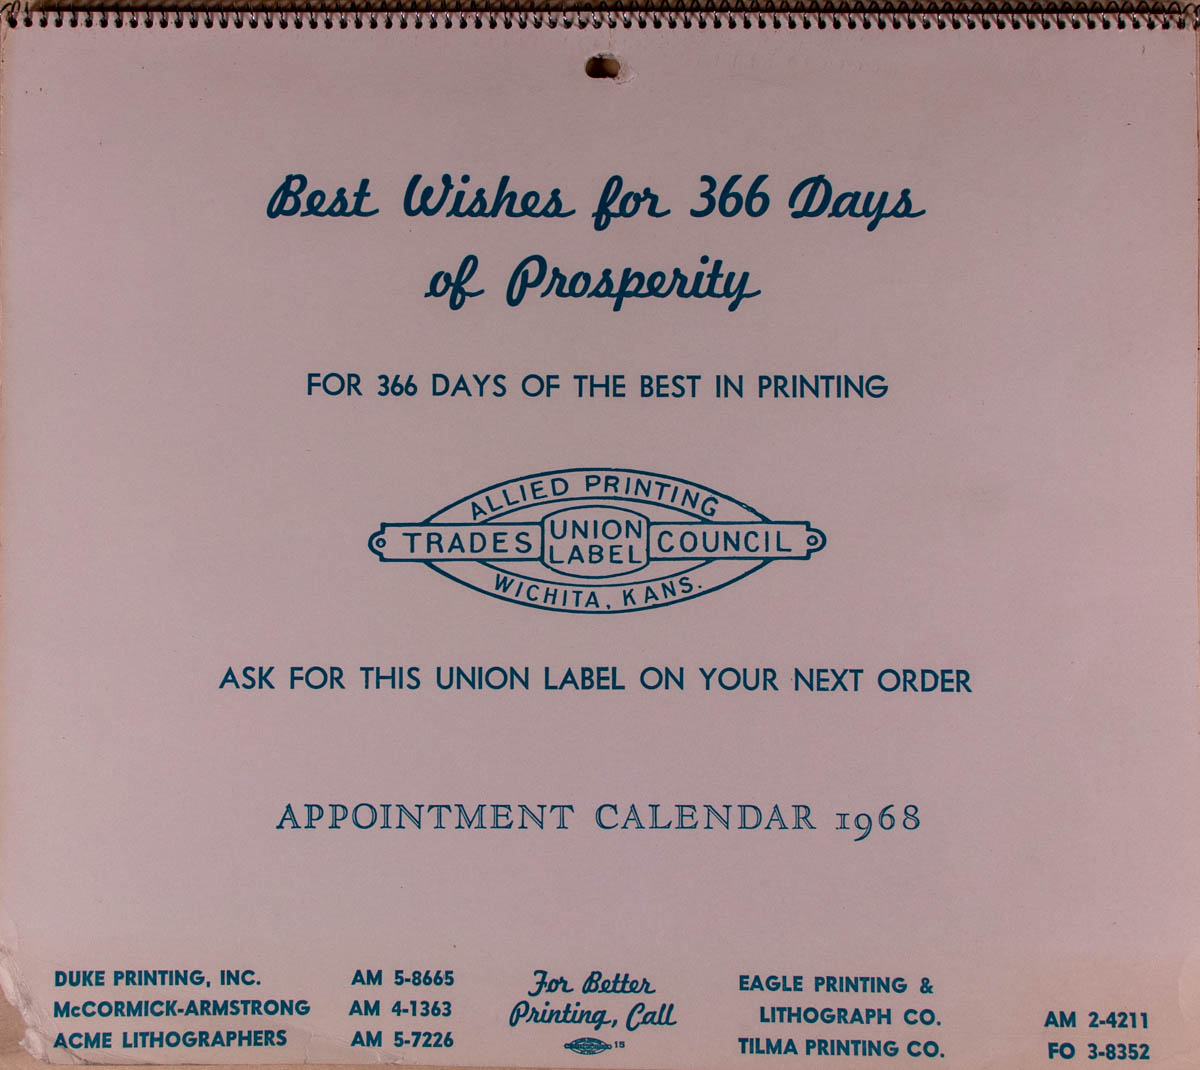 Best Wishes for 366 Days
of Prosperity
FOR 366 DAYS OF THE BEST IN PRINTING
ALLIED PRINTING
TRADES UNION LABEL COUNCIL
WICHITA, KANS.
ASK FOR THIS UNION LABEL ON YOUR NEXT ORDER
APPOINTMENT CALENDAR 1968
DUKE PRINTING, INC. AM 5-8665
McCORMICK-ARMSTRONG AM 4-1363
ACME LITHOGRAPHERS AM 5-7226
For Better
Printing, Call
15
EAGLE PRINTING &
LITHOGRAPH CO. AM 2-4211
TILMA PRINTING CO. FO 3-8352